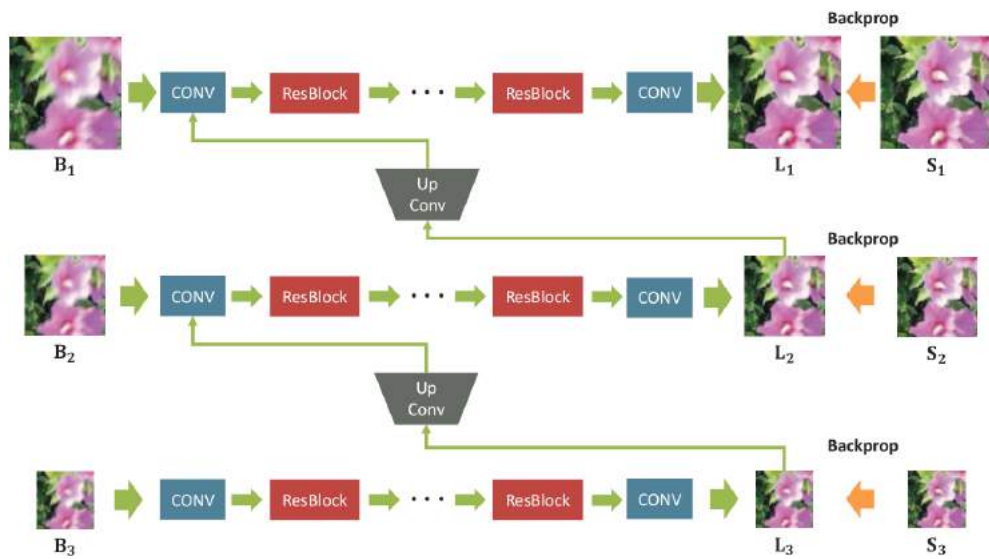 Backprop
CONV ResBlock ··· ResBlock CONV
B₁ L₁ S₁
Up
Conv
Backprop
CONV ResBlock ··· ResBlock CONV
B₂ L₂ S₂
Up
Conv
Backprop
CONV ResBlock ··· ResBlock CONV
B₃ L₃ S₃